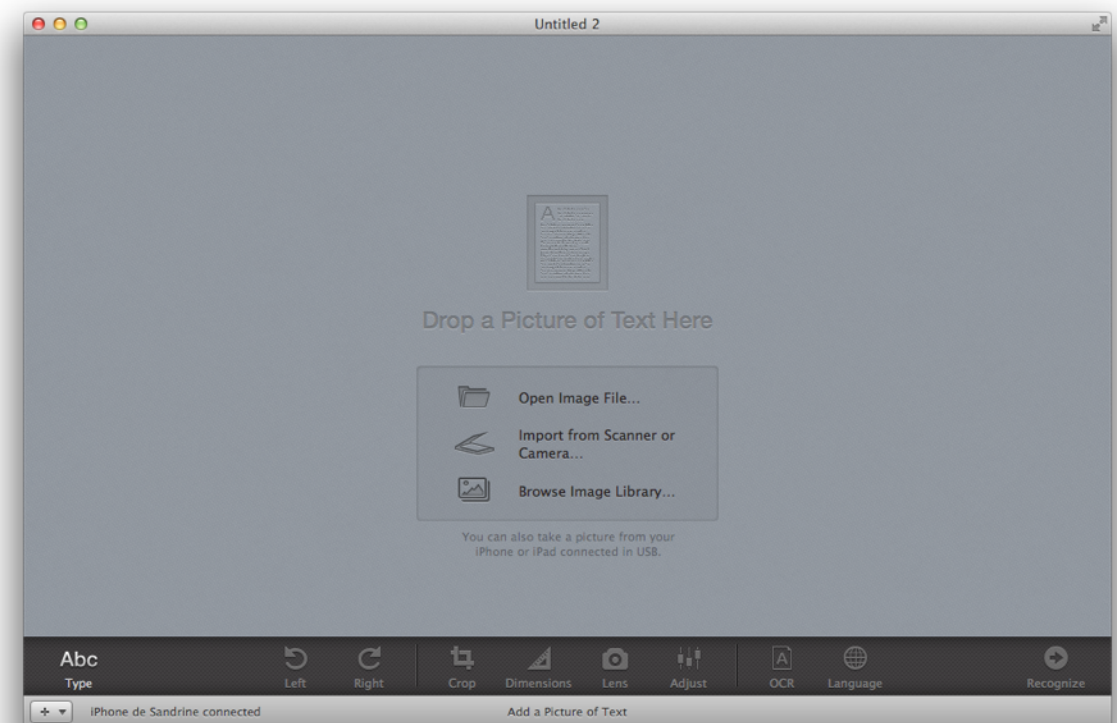 Untitled 2
A
Drop a Picture of Text Here
Open Image File...
Import from Scanner or
Camera...
Browse Image Library...
You can also take a picture from your
iPhone or iPad connected in USB.
Abc
Type
Left
Right
Crop
Dimensions
Lens
Adjust
A
OCR
Language
Recognize
+
iPhone de Sandrine connected
Add a Picture of Text